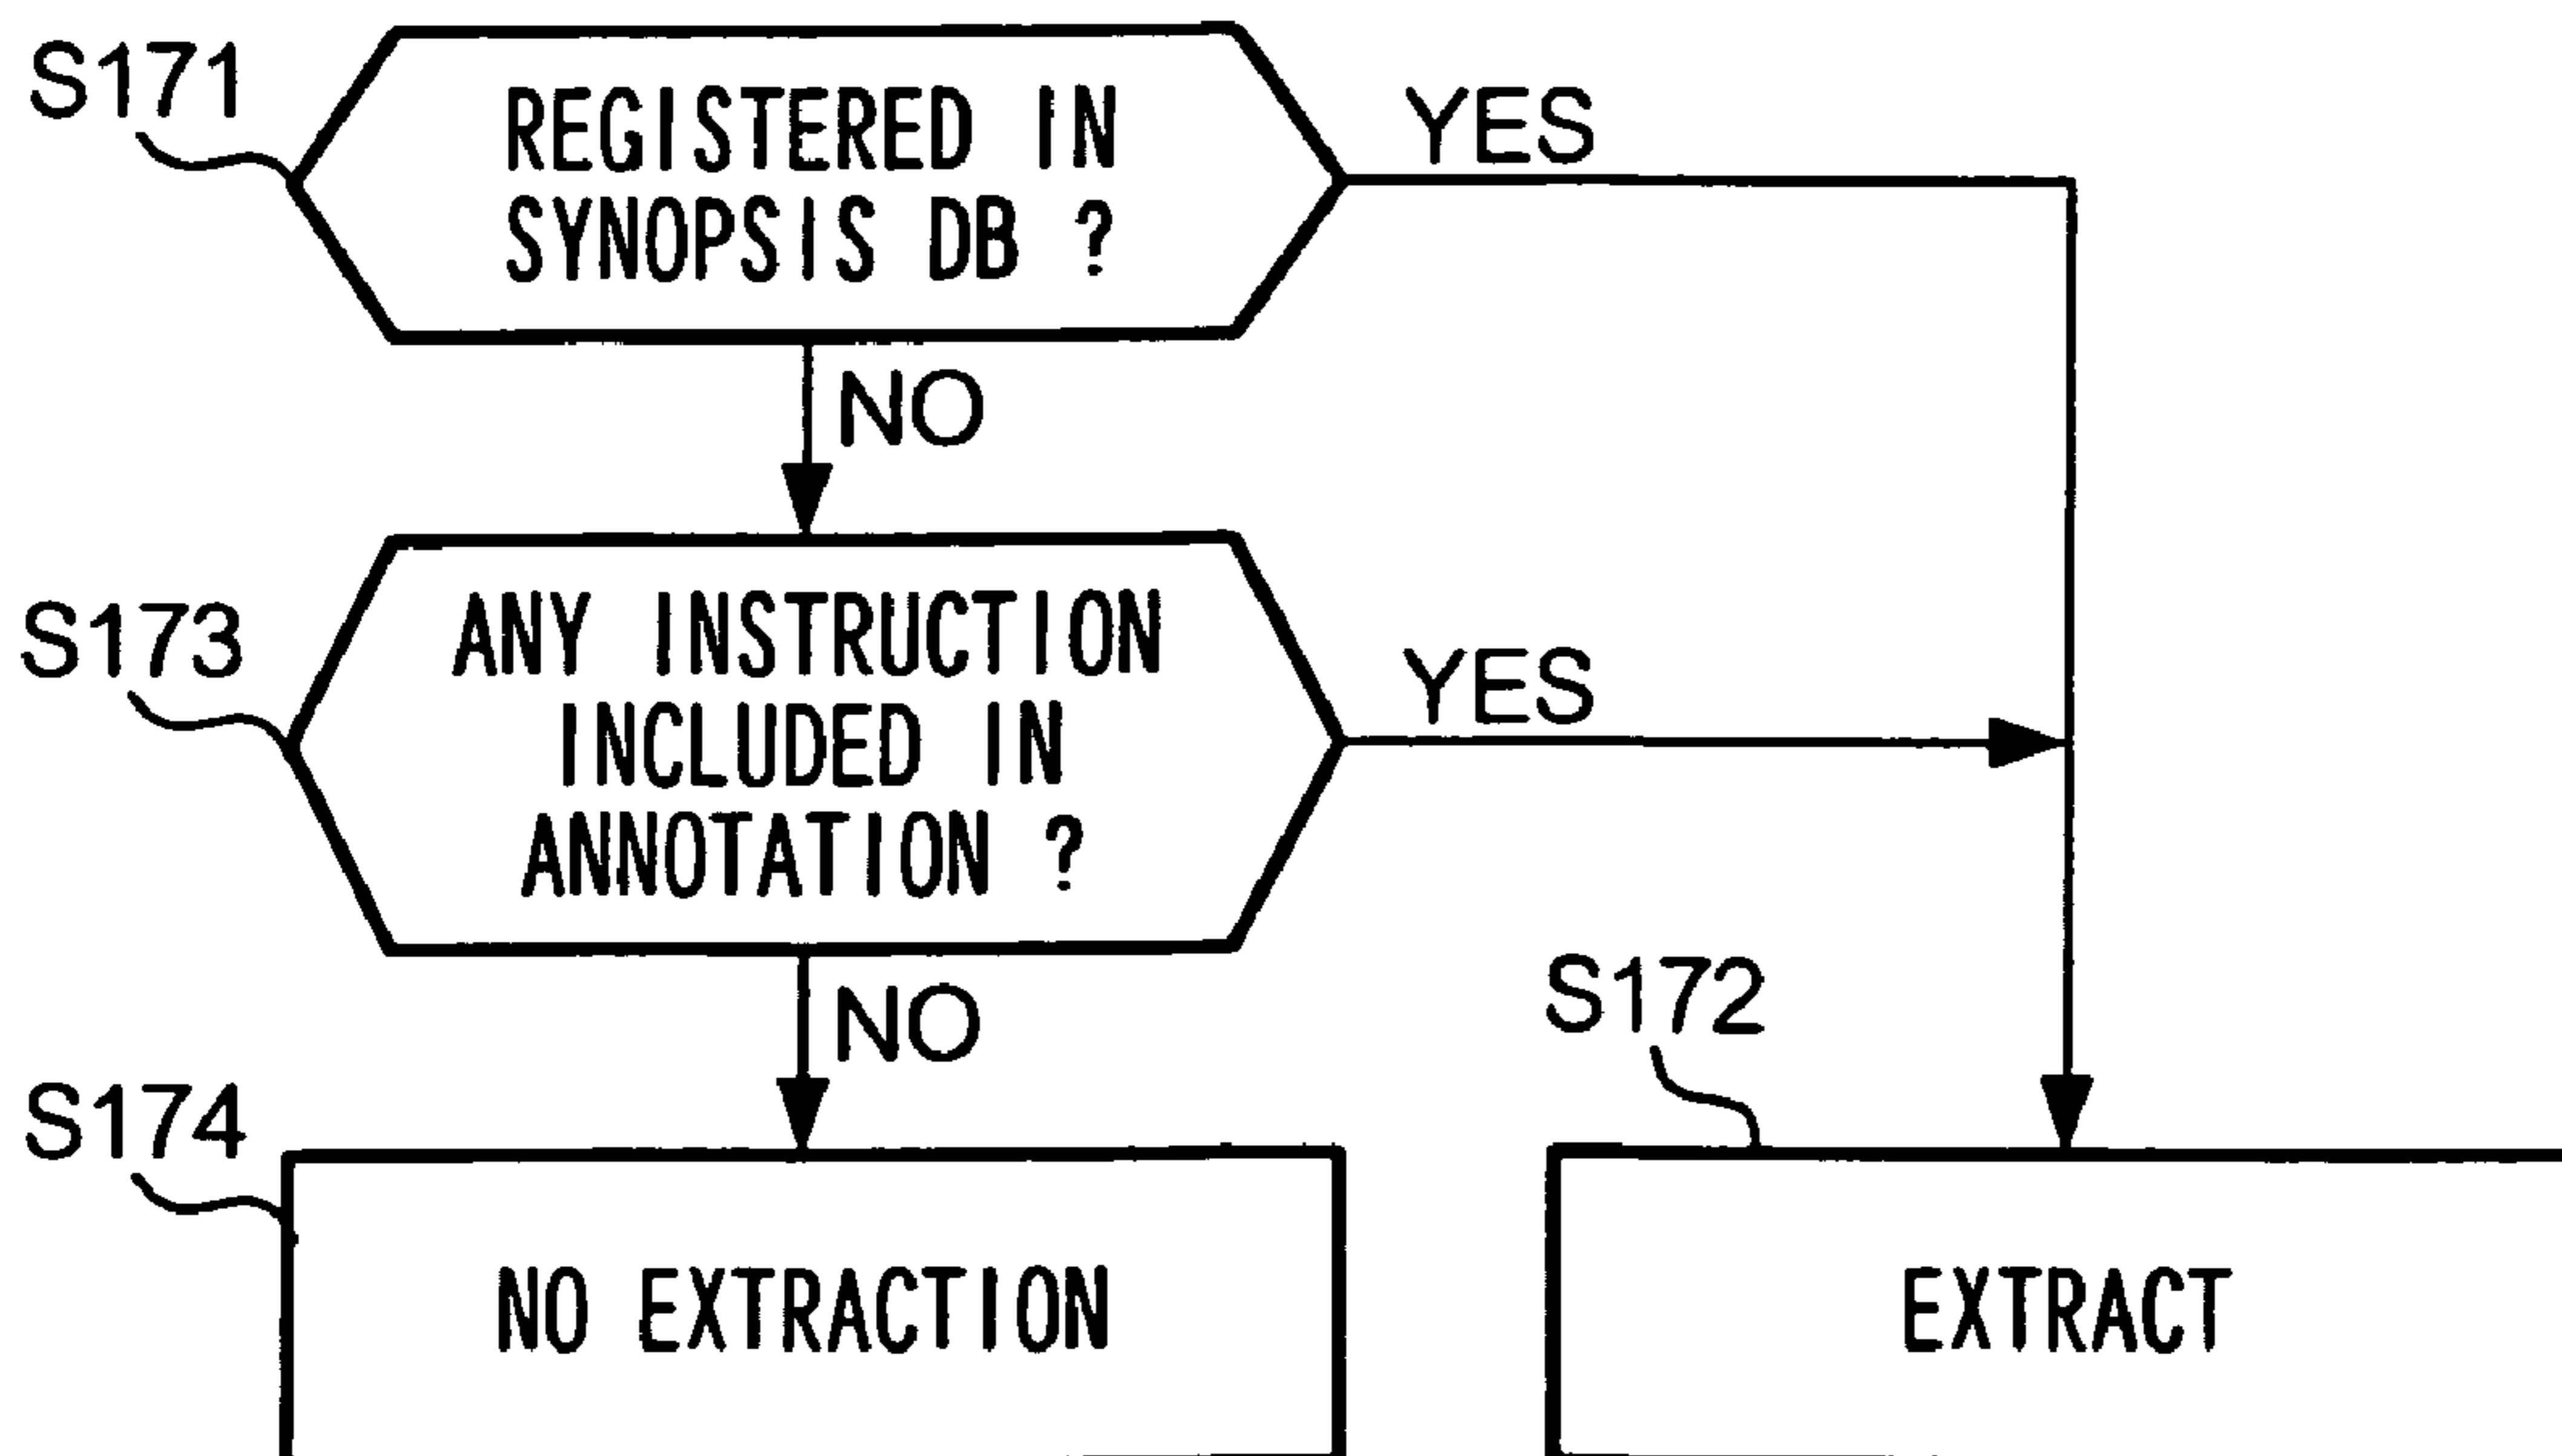 S171
REGISTERED IN
SYNOPSIS DB ?
YES
NO
S173
ANY INSTRUCTION
INCLUDED IN
ANNOTATION ?
YES
NO
S174
NO EXTRACTION
S172
EXTRACT